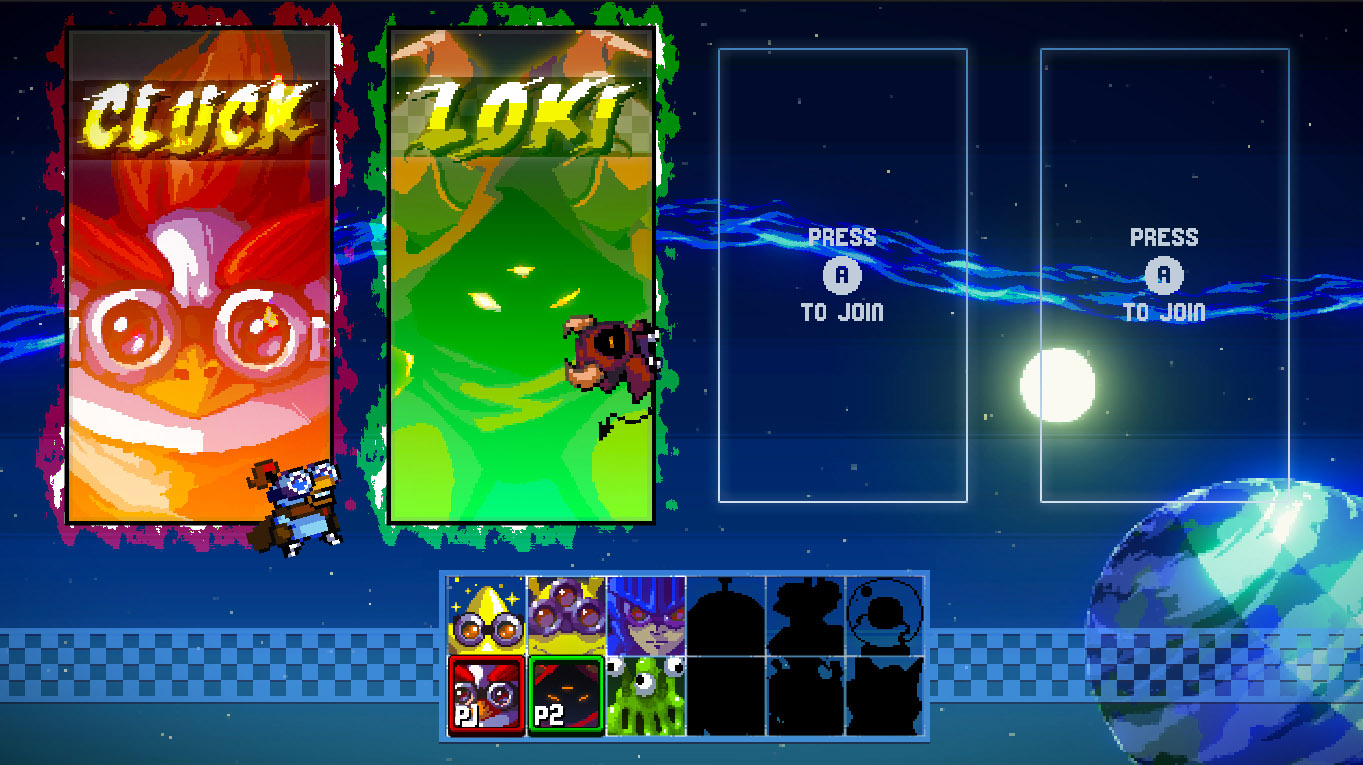 CLUCK
LOKI
PRESS
A
TO JOIN
PRESS
A
TO JOIN
P1
P2